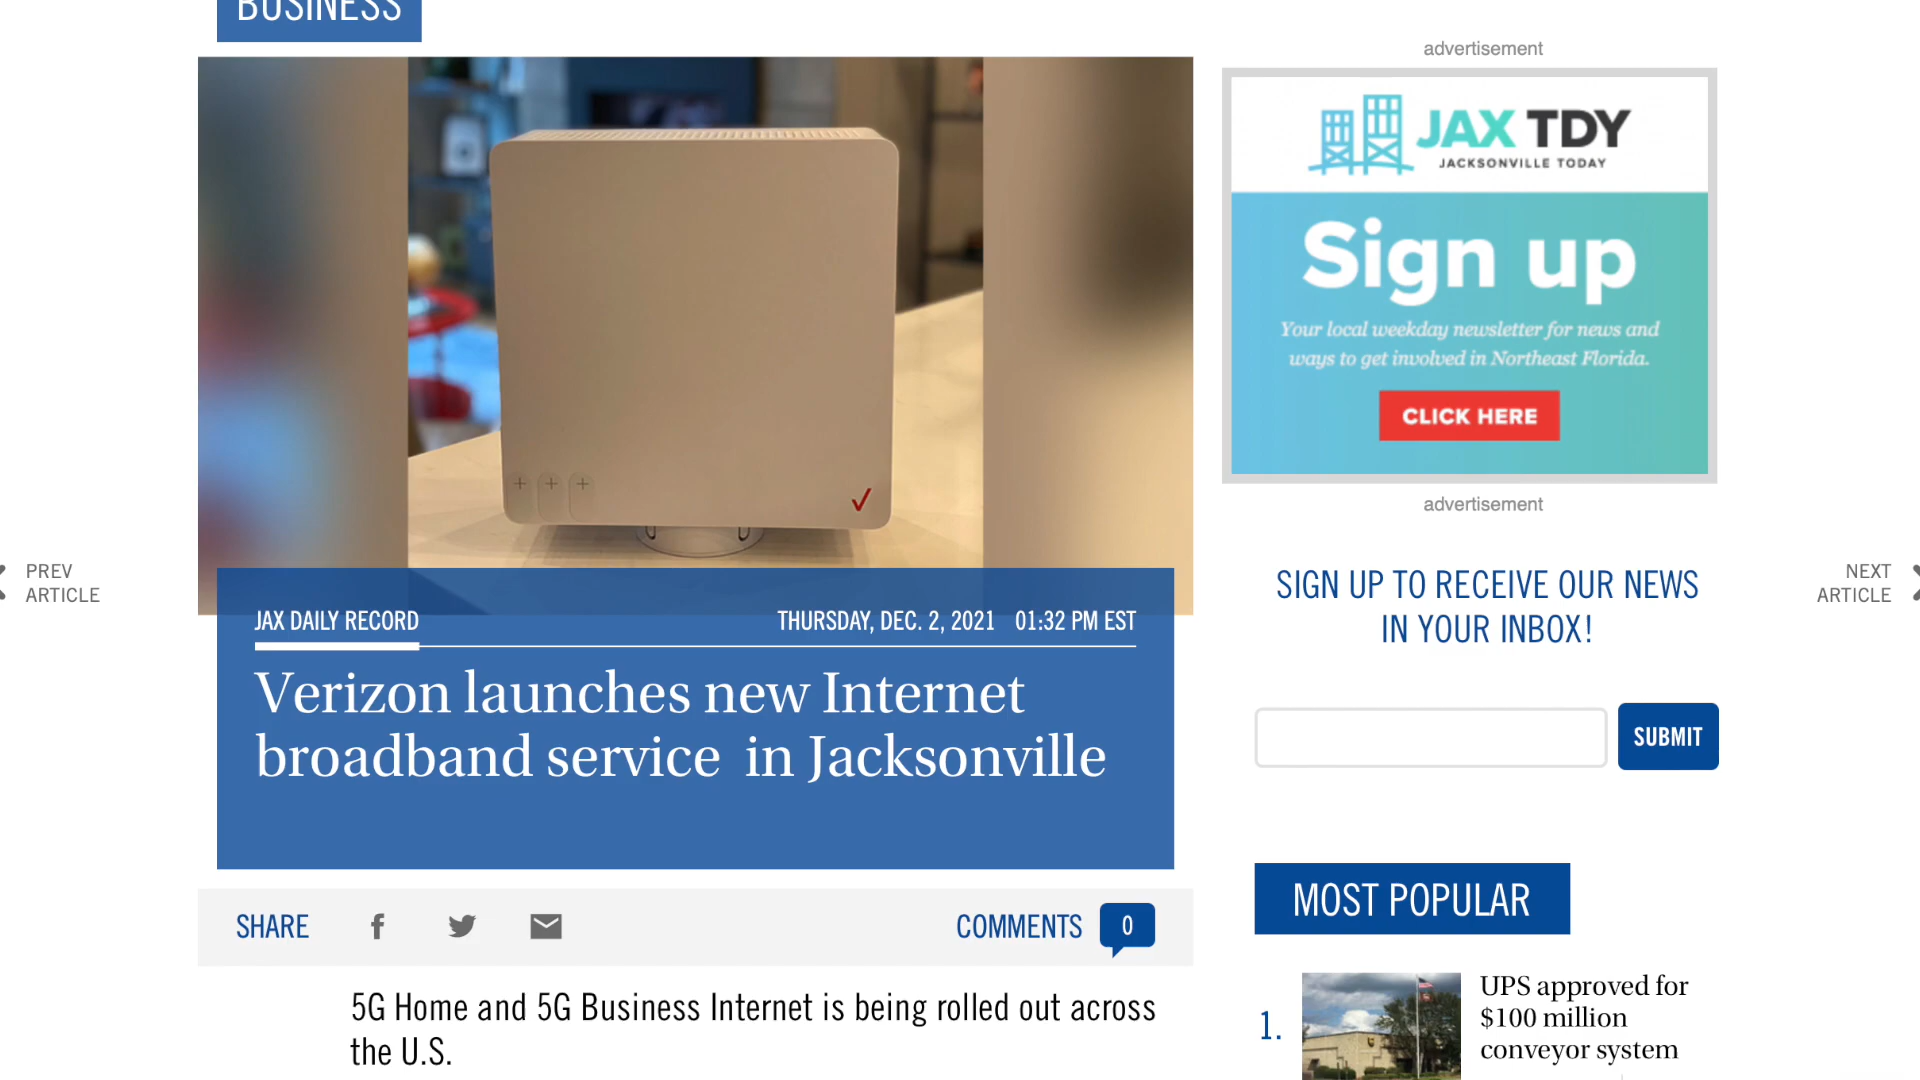 BUSINESS
advertisement
JAX TDY
JACKSONVILLE TODAY
Sign up
Your local weekday newsletter for news and
ways to get involved in Northeast Florida.
CLICK HERE
advertisement
PREV
ARTICLE
NEXT
ARTICLE
JAX DAILY RECORD
THURSDAY, DEC. 2, 2021 01:32 PM EST
Verizon launches new Internet
broadband service in Jacksonville
SIGN UP TO RECEIVE OUR NEWS
IN YOUR INBOX!
SUBMIT
SHARE
COMMENTS 0
5G Home and 5G Business Internet is being rolled out across
the U.S.
MOST POPULAR
1.
UPS approved for
$100 million
conveyor system